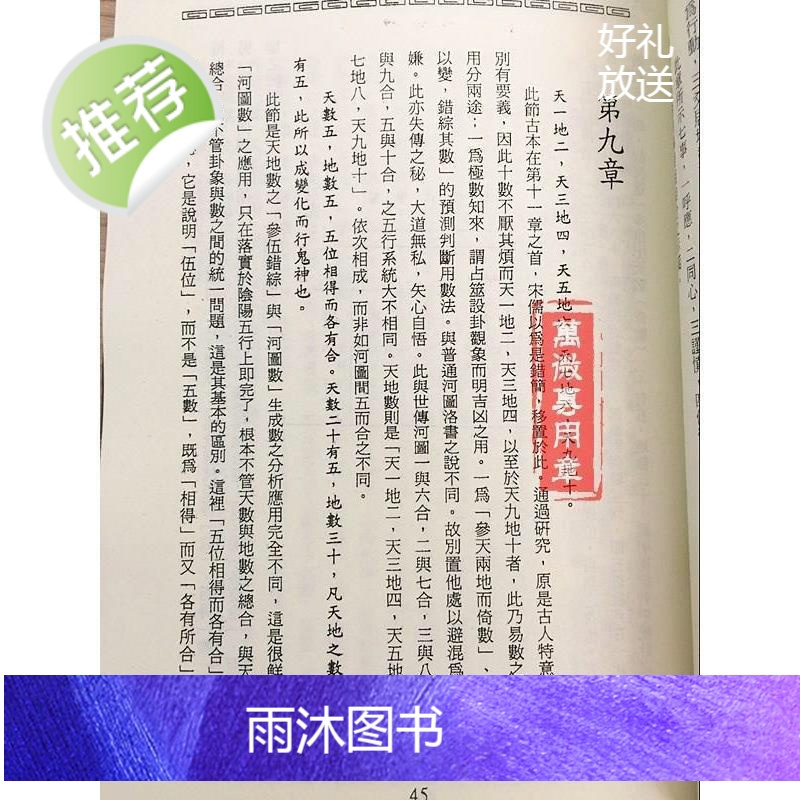 第九章
天一地二，天三地四，天五地六，天七地八，天九地十。
此節古本在第十一章之首，宋儒以為是錯簡，移置於此。通過研究，原是古人特意
別有要義，因此十數不厭其煩而天一地二，天三地四，以至於天九地十者，此乃易數之
用分兩途；一為極數知來，謂占筮設卦觀象而明吉凶之用。一為「參天兩地而倚數」、
以變，錯綜其數」的預測判斷用數法。與普通河圖洛書之說不同。故別置他處以避混為
嫌。此亦失傳之秘，大道無私，矢心自悟。此與世傳河圖一與六合，二與七合，三與八
與九合，五與十合，之五行系統大不相同。天地數則是「天一地二，天三地四，天五地
七地八，天九地十」。依次相成，而非如河圖間五而合之不同。
天數五，地數五，五位相得而各有合。天數二十有五，地數三十，凡天地之數
有五，此所以成變化而行鬼神也。
此節是天地數之「參伍錯綜」與「河圖數」生成數之分析應用完全不同，這是很鮮
「河圖數」之應用，只在落實於陰陽五行上即完了，根本不管天數與地數之總合，與天
總合，不管卦象與數之間的統一問題，這是其基本的區別。這裡「五位相得而各有合」
，它是說明「伍位」，而不是「五數」，既為「相得」而又「各有所合」
45
推荐
好礼
放送
萬微專用章
雨沐图书